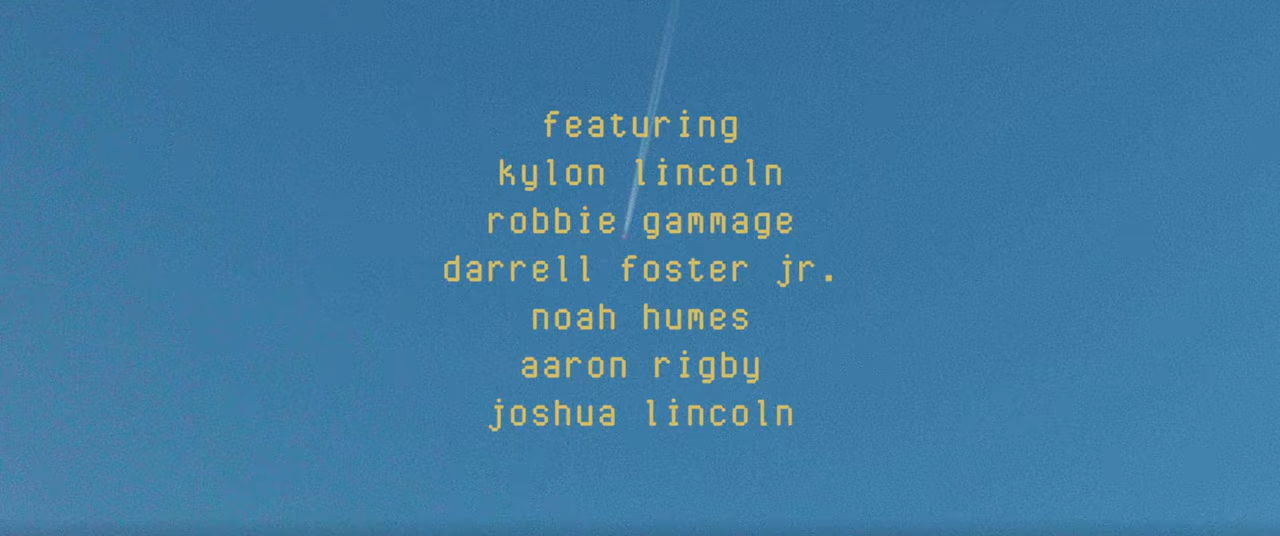 featuring
kylon lincoln
robbie gammage
darrell foster jr.
noah humes
aaron rigby
joshua lincoln